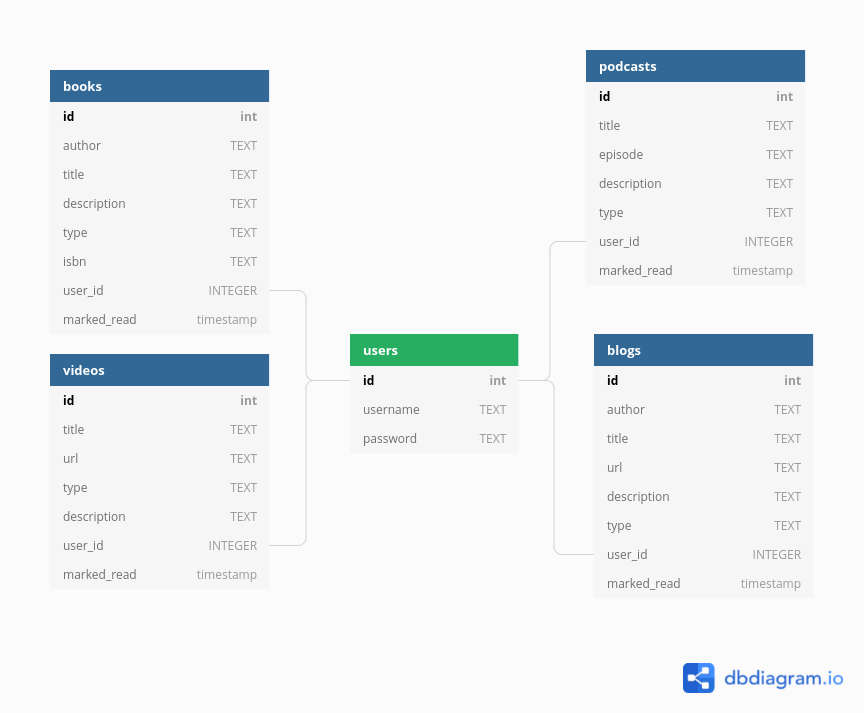 books
id int
author TEXT
title TEXT
description TEXT
type TEXT
isbn TEXT
user_id INTEGER
marked_read timestamp
videos
id int
title TEXT
url TEXT
type TEXT
description TEXT
user_id INTEGER
marked_read timestamp
users
id int
username TEXT
password TEXT
podcasts
id int
title TEXT
episode TEXT
description TEXT
type TEXT
user_id INTEGER
marked_read timestamp
blogs
id int
author TEXT
title TEXT
url TEXT
description TEXT
type TEXT
user_id INTEGER
marked_read timestamp
dbdiagram.io